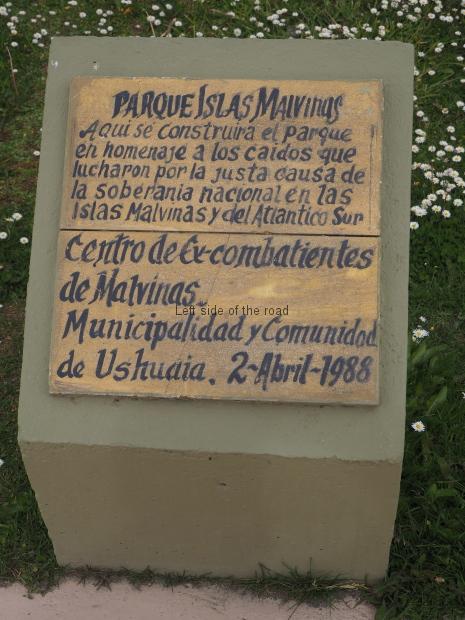 PARQUE ISLAS MALVINAS
Aqui se construira el parque
en homenaje a los caidos que
lucharon por la justa causa de
la soberania nacional en las
Islas Malvinas y del Atlantico Sur
Centro de Ex-combatientes
de Malvinas
Left side of the road
Municipalidad y Comunidad
de Ushuaia. 2-Abril-1988